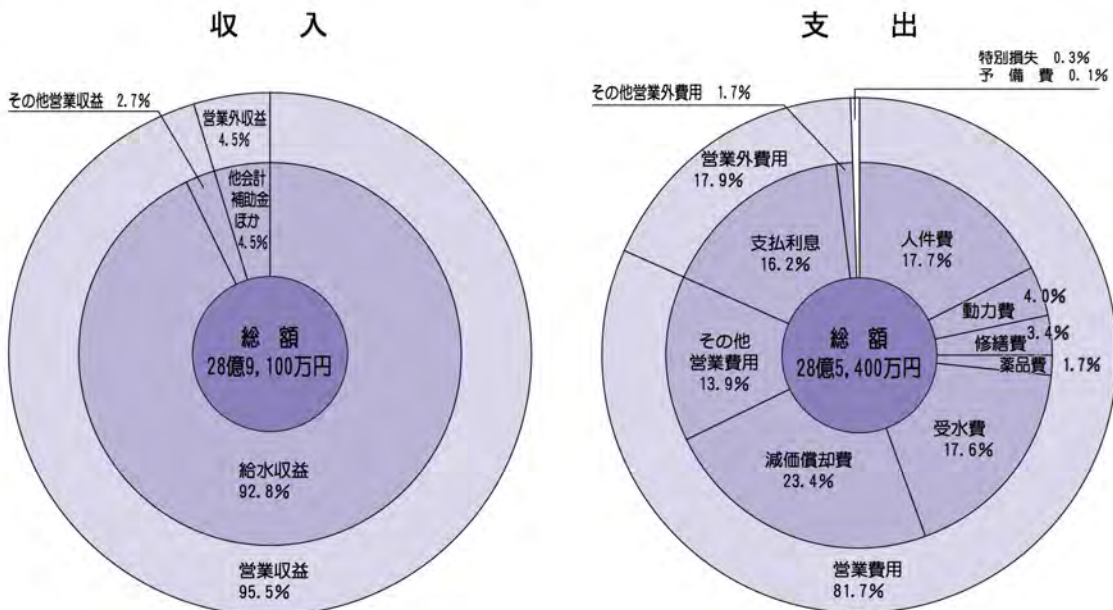 収入
その他営業収益 2.7%
営業外収益
4.5%
他会計
補助金
ほか
4.5%
総額
28億9,100万円
給水収益
92.8%
営業収益
95.5%
支出
特別損失 0.3%
予備費 0.1%
その他営業外費用 1.7%
営業外費用
17.9%
支払利息
16.2%
人件費
17.7%
動力費
4.0%
修繕費
3.4%
薬品費 1.7%
その他
営業費用
13.9%
総額
28億5,400万円
受水費
17.6%
減価償却費
23.4%
営業費用
81.7%